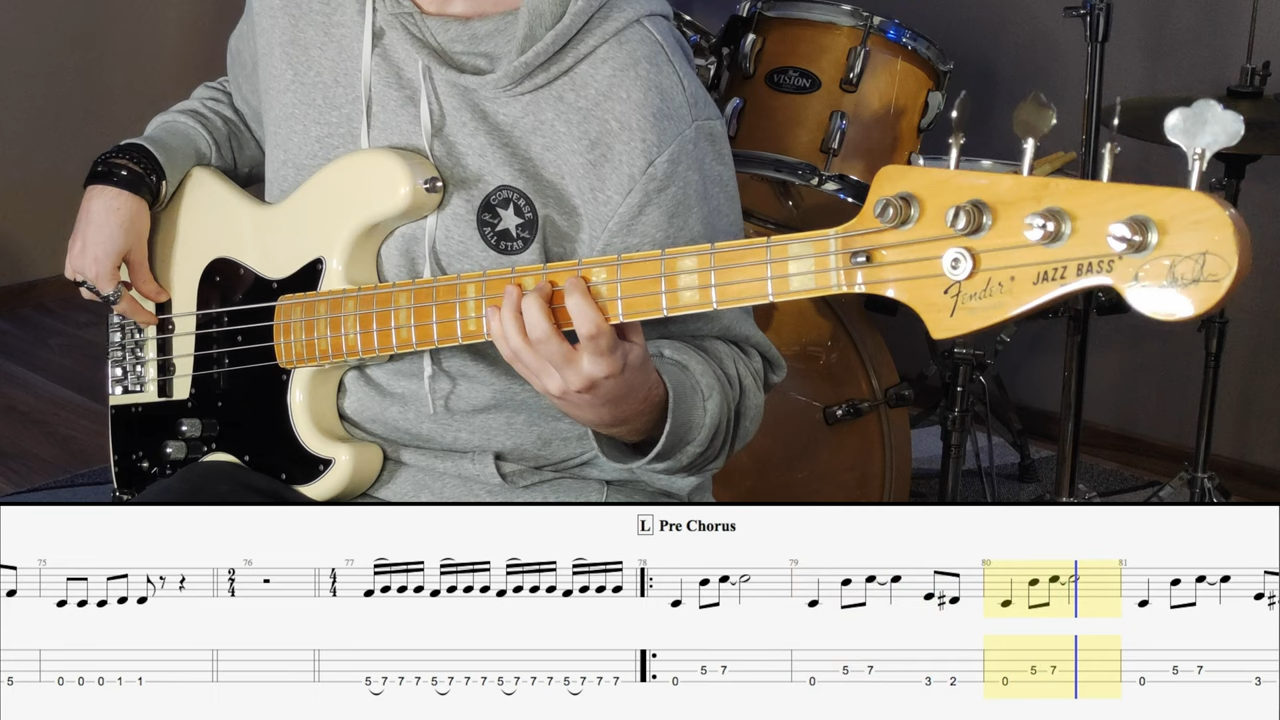 Pearl
VISION
CONVERSE
ALL STAR
Fender
JAZZ BASS
L Pre Chorus
75 76 77 78 79 80 81
2 4 4 4
5 0 0 0 1 1 5 7 7 7 5 7 7 7 5 7 7 7 5 7 7 7 0 5 7 0 5 7 3 2 0 5 7 0 5 7 3